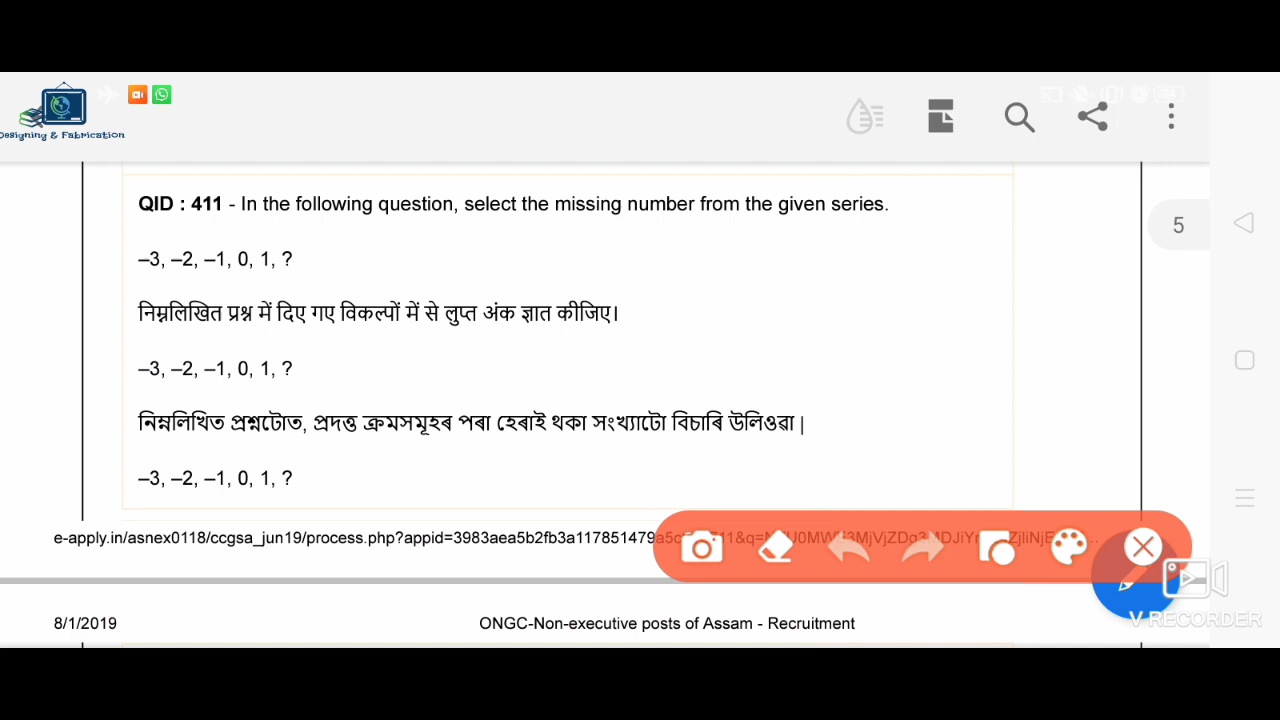 Designing & Fabrication
QID : 411 - In the following question, select the missing number from the given series.
5
–3, –2, –1, 0, 1, ?
निम्नलिखित प्रश्न में दिए गए विकल्पों में से लुप्त अंक ज्ञात कीजिए।
–3, –2, –1, 0, 1, ?
নিম্নলিখিত প্ৰশ্নটোত, প্ৰদত্ত ক্ৰমসমূহৰ পৰা হেৰাই থকা সংখ্যাটো বিচাৰি উলিওৱা |
–3, –2, –1, 0, 1, ?
8/1/2019
ONGC-Non-executive posts of Assam - Recruitment
V RECORDER